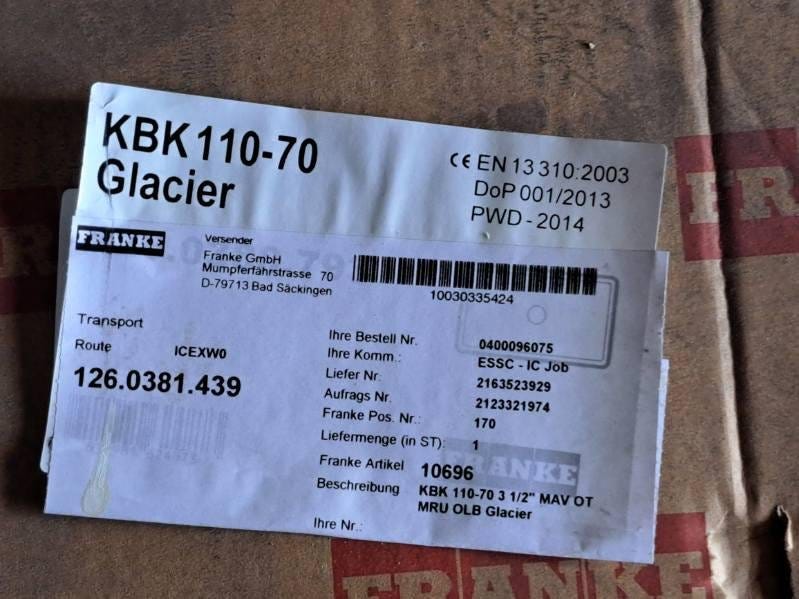 KBK 110-70
Glacier
CE EN 13 310:2003
DoP 001/2013
PWD - 2014
FRANKE
Versender
Franke GmbH
Mumpferfährstrasse 70
D-79713 Bad Säckingen
10030335424
Transport
Route ICEXW0
126.0381.439
Ihre Bestell Nr. 0400096075
Ihre Komm.: ESSC - IC Job
Liefer Nr: 2163523929
Aufrags Nr: 2123321974
Franke Pos. Nr.: 170
Liefermenge (in ST): 1
Franke Artikel 10696
Beschreibung KBK 110-70 3 1/2" MAV OT
MRU OLB Glacier
Ihre Nr.:
FRANKE
FR
FRANKE